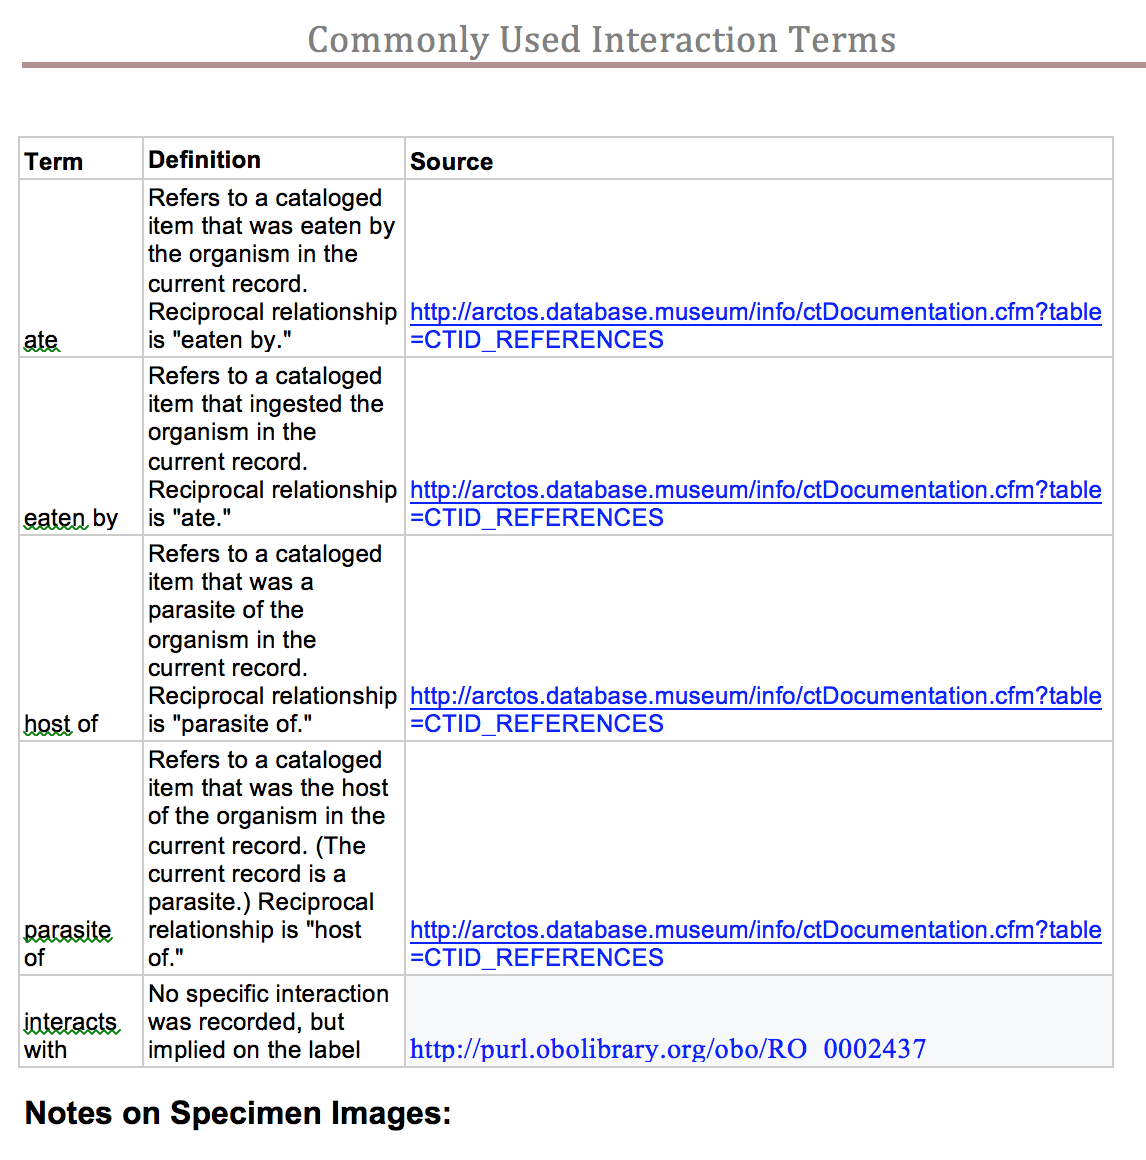 Commonly Used Interaction Terms
Term
Definition
Source
ate
Refers to a cataloged
item that was eaten by
the organism in the
current record.
Reciprocal relationship
is "eaten by."
http://arctos.database.museum/info/ctDocumentation.cfm?table
=CTID_REFERENCES
eaten by
Refers to a cataloged
item that ingested the
organism in the
current record.
Reciprocal relationship
is "ate."
http://arctos.database.museum/info/ctDocumentation.cfm?table
=CTID_REFERENCES
host of
Refers to a cataloged
item that was a
parasite of the
organism in the
current record.
Reciprocal relationship
is "parasite of."
http://arctos.database.museum/info/ctDocumentation.cfm?table
=CTID_REFERENCES
parasite
of
Refers to a cataloged
item that was the host
of the organism in the
current record. (The
current record is a
parasite.) Reciprocal
relationship is "host
of."
http://arctos.database.museum/info/ctDocumentation.cfm?table
=CTID_REFERENCES
interacts
with
No specific interaction
was recorded, but
implied on the label
http://purl.obolibrary.org/obo/RO_0002437
Notes on Specimen Images: